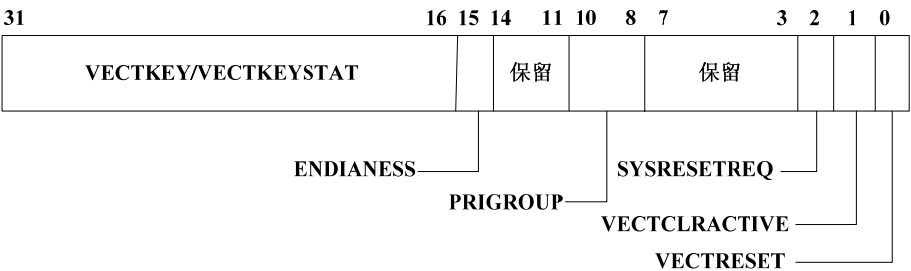 31 16 15 14 11 10 8 7 3 2 1 0
VECTKEY/VECTKEYSTAT 保留 保留
ENDIANESS SYSRESETREQ
PRIGROUP
VECTCLRACTIVE
VECTRESET